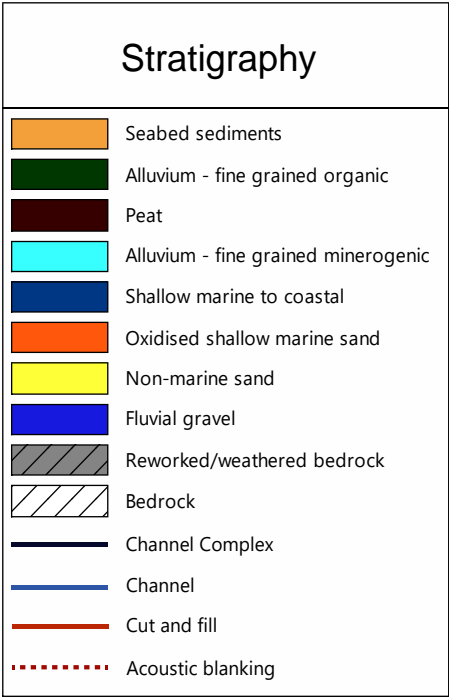 Stratigraphy
Seabed sediments
Alluvium - fine grained organic
Peat
Alluvium - fine grained minerogenic
Shallow marine to coastal
Oxidised shallow marine sand
Non-marine sand
Fluvial gravel
Reworked/weathered bedrock
Bedrock
Channel Complex
Channel
Cut and fill
Acoustic blanking